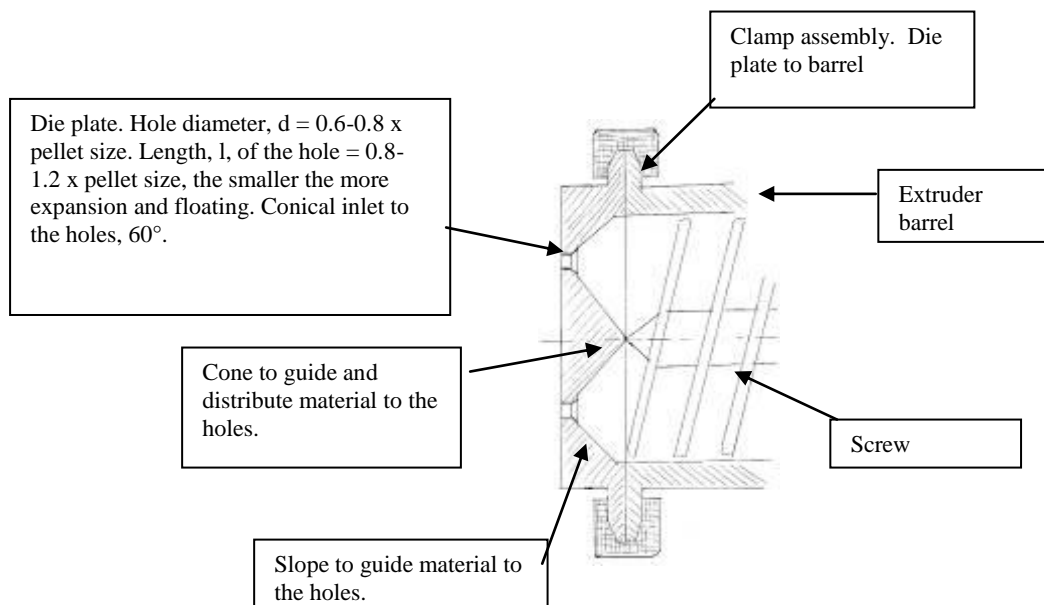 Clamp assembly.  Die
plate to barrel
Die plate. Hole diameter, d = 0.6-0.8 x
pellet size. Length, l, of the hole = 0.8-
1.2 x pellet size, the smaller the more
expansion and floating. Conical inlet to
the holes, 60°.
Extruder
barrel
Cone to guide and
distribute material to the
holes.
Screw
Slope to guide material to
the holes.